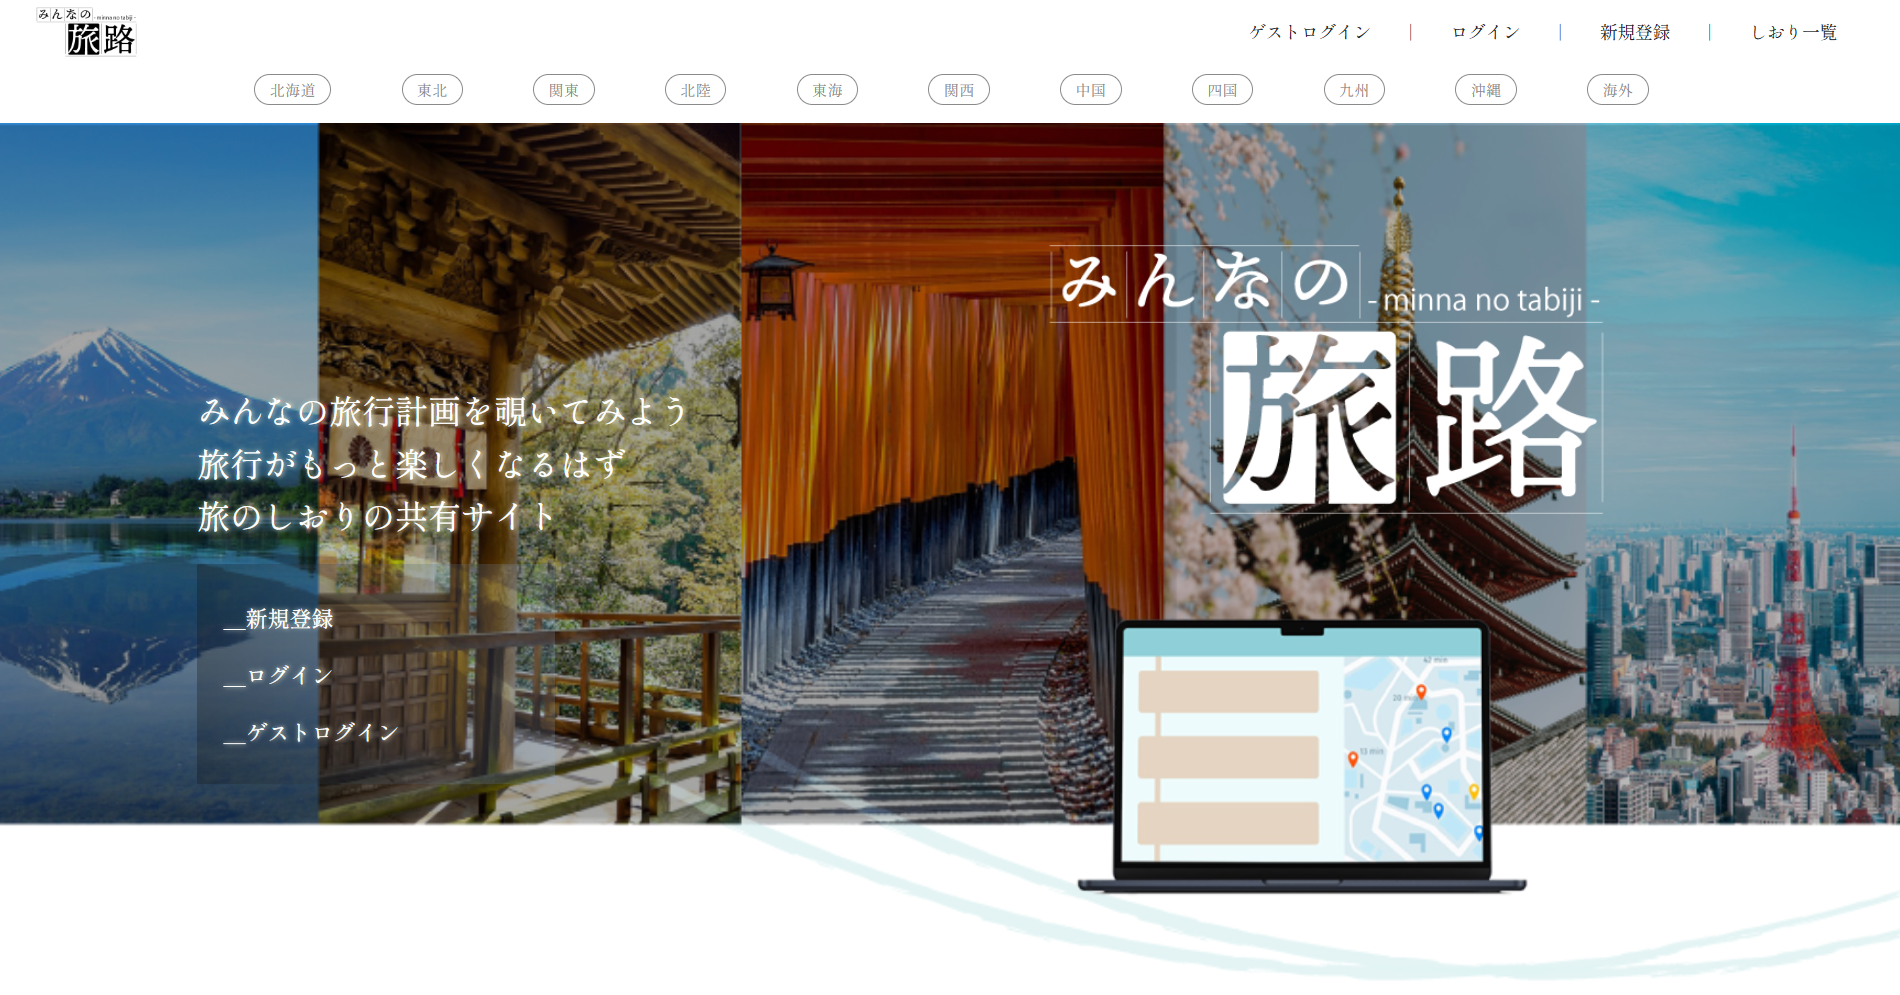 みんなの -minna no tabiji-
旅路
ゲストログイン | ログイン | 新規登録 | しおり一覧
北海道 東北 関東 北陸 東海 関西 中国 四国 九州 沖縄 海外
みんなの - minna no tabiji -
旅路
みんなの旅行計画を覗いてみよう
旅行がもっと楽しくなるはず
旅のしおりの共有サイト
__新規登録
__ログイン
__ゲストログイン
42 min
20 min
13 min